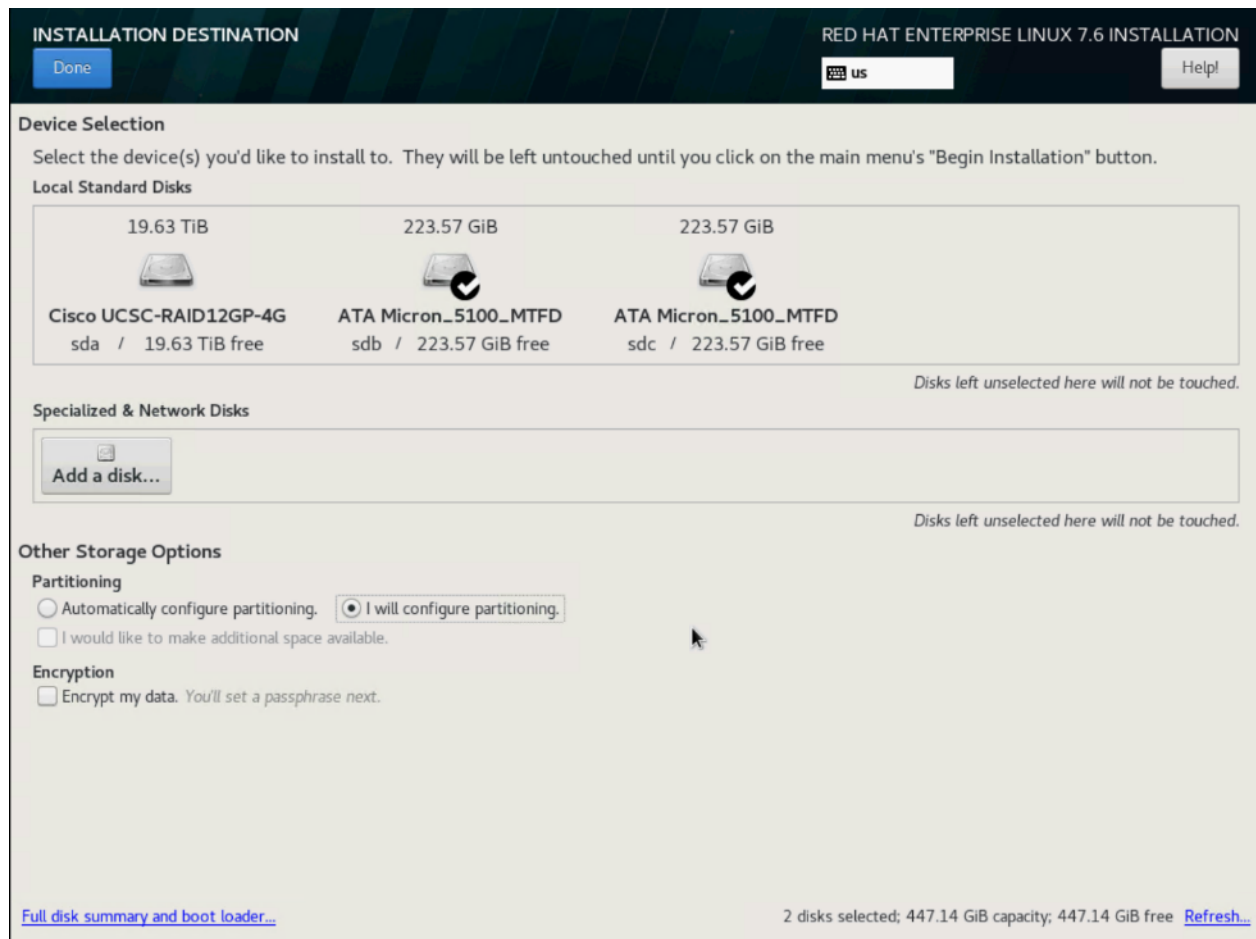 INSTALLATION DESTINATION
RED HAT ENTERPRISE LINUX 7.6 INSTALLATION
Done
us
Help!
Device Selection
Select the device(s) you'd like to install to.  They will be left untouched until you click on the main menu's "Begin Installation" button.
Local Standard Disks
19.63 TiB
223.57 GiB
223.57 GiB
Cisco UCSC-RAID12GP-4G
ATA Micron_5100_MTFD
ATA Micron_5100_MTFD
sda / 19.63 TiB free
sdb / 223.57 GiB free
sdc / 223.57 GiB free
Disks left unselected here will not be touched.
Specialized & Network Disks
Add a disk...
Disks left unselected here will not be touched.
Other Storage Options
Partitioning
Automatically configure partitioning.
I will configure partitioning.
I would like to make additional space available.
Encryption
Encrypt my data. You'll set a passphrase next.
Full disk summary and boot loader...
2 disks selected; 447.14 GiB capacity; 447.14 GiB free Refresh...